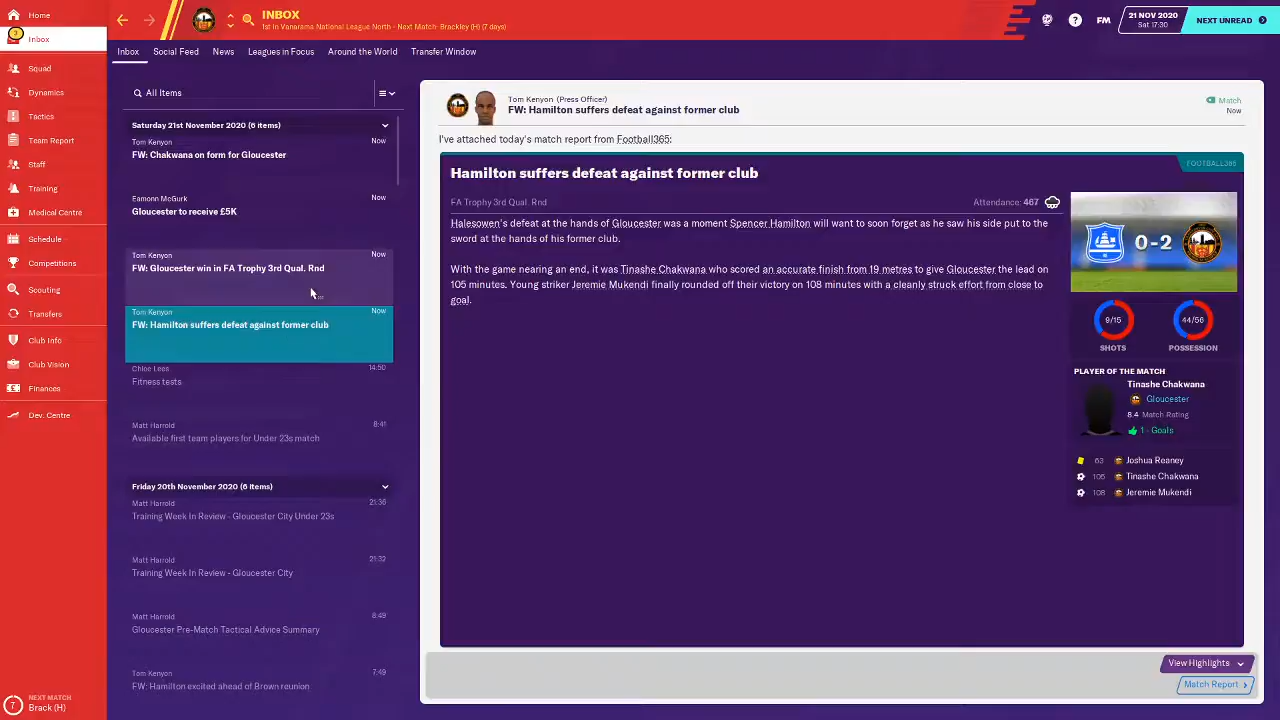 Home
INBOX
1st in Vanarama National League North - Next Match: Brackley (H) (7 days)
FM
21 NOV 2020
Sat 17:30
NEXT UNREAD
3
Inbox
Squad
Dynamics
Tactics
Team Report
Staff
Training
Medical Centre
Schedule
Competitions
Scouting
Transfers
Club Info
Club Vision
Finances
Dev. Centre
NEXT MATCH
7
Brack (H)
Inbox
Social Feed
News
Leagues in Focus
Around the World
Transfer Window
All Items
Saturday 21st November 2020 (6 items)
Tom Kenyon
Now
FW: Chakwana on form for Gloucester
Eamonn McGurk
Now
Gloucester to receive £5K
Tom Kenyon
Now
FW: Gloucester win in FA Trophy 3rd Qual. Rnd
Tom Kenyon
Now
FW: Hamilton suffers defeat against former club
Chloe Lees
14:50
Fitness tests
Matt Harrold
8:41
Available first team players for Under 23s match
Friday 20th November 2020 (6 items)
Matt Harrold
21:36
Training Week In Review - Gloucester City Under 23s
Matt Harrold
21:32
Training Week In Review - Gloucester City
Matt Harrold
8:49
Gloucester Pre-Match Tactical Advice Summary
Tom Kenyon
7:49
FW: Hamilton excited ahead of Brown reunion
Tom Kenyon (Press Officer)
FW: Hamilton suffers defeat against former club
Match
Now
I've attached today's match report from Football365:
FOOTBALL365
Hamilton suffers defeat against former club
FA Trophy 3rd Qual. Rnd
Attendance: 467
Halesowen's defeat at the hands of Gloucester was a moment Spencer Hamilton will want to soon forget as he saw his side put to the
sword at the hands of his former club.
With the game nearing an end, it was Tinashe Chakwana who scored an accurate finish from 19 metres to give Gloucester the lead on
105 minutes. Young striker Jeremie Mukendi finally rounded off their victory on 108 minutes with a cleanly struck effort from close to
goal.
0-2
9/15
44/56
SHOTS
POSSESSION
PLAYER OF THE MATCH
Tinashe Chakwana
Gloucester
8.4 Match Rating
1 - Goals
63 Joshua Reaney
105 Tinashe Chakwana
108 Jeremie Mukendi
View Highlights
Match Report